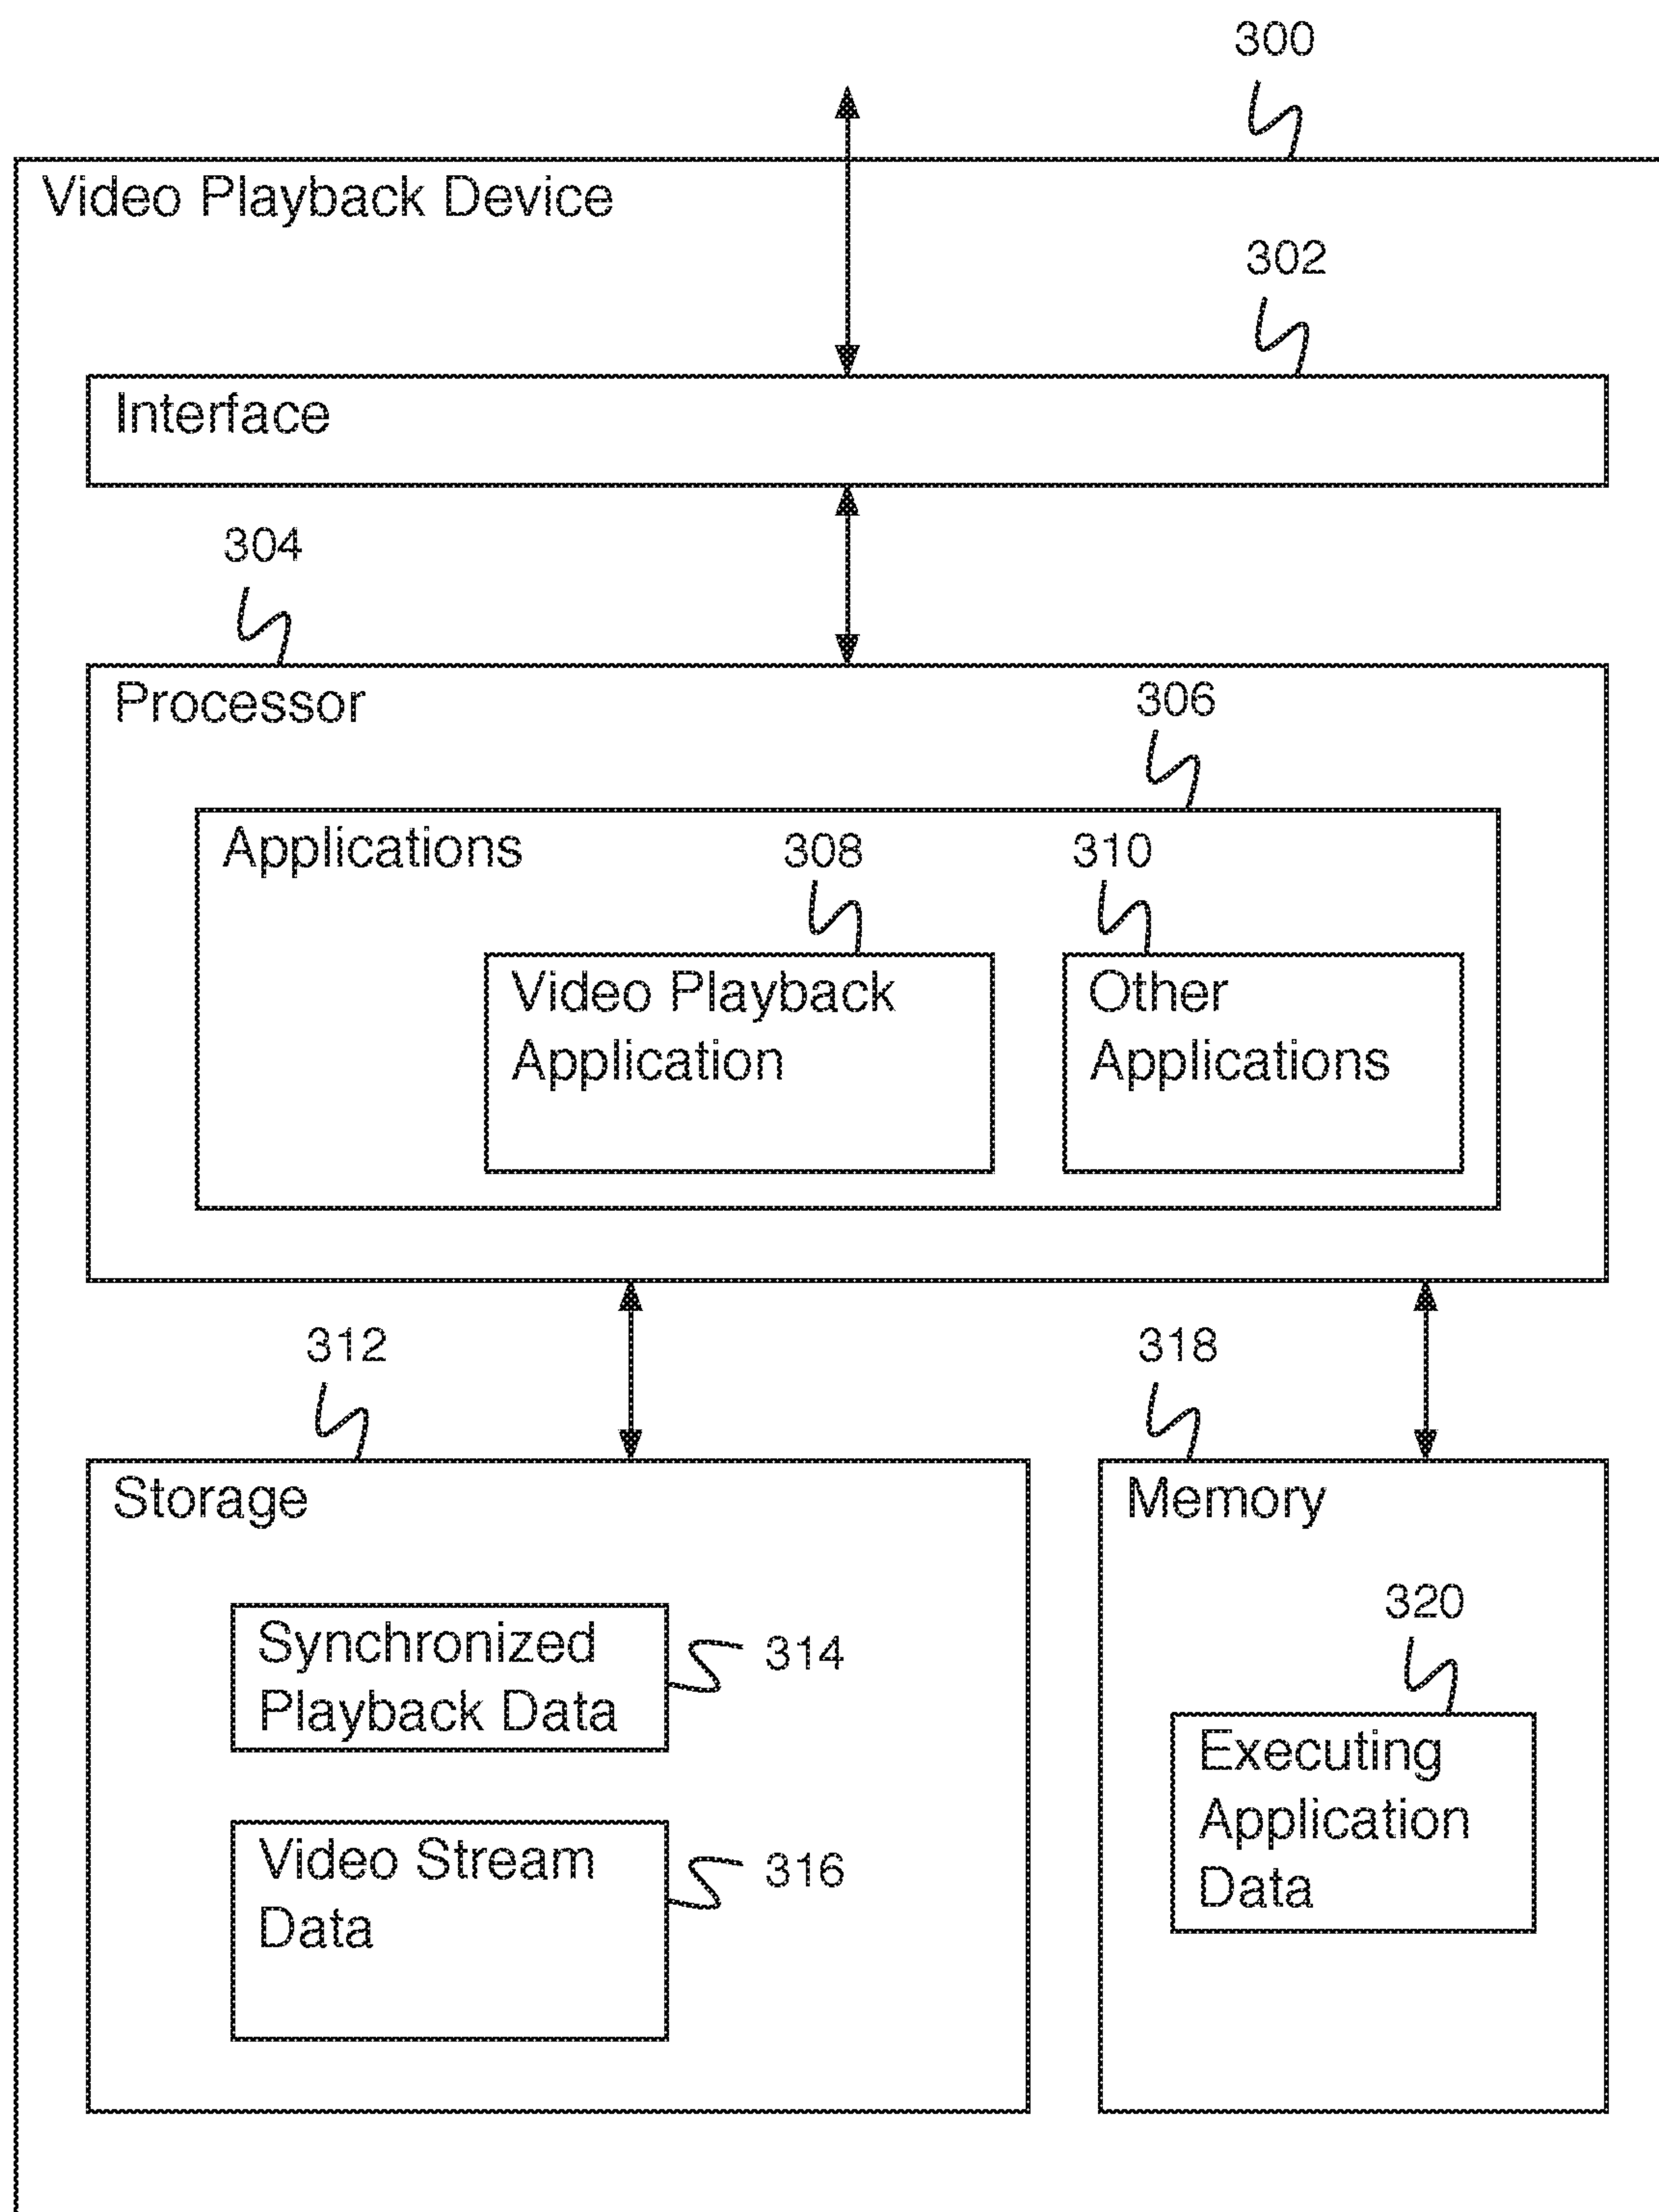 300
Video Playback Device
302
Interface
304
Processor
306
Applications
308
310
Video Playback
Application
Other
Applications
312
318
Storage
Memory
Synchronized
Playback Data
314
320
Executing
Application
Data
Video Stream
Data
316